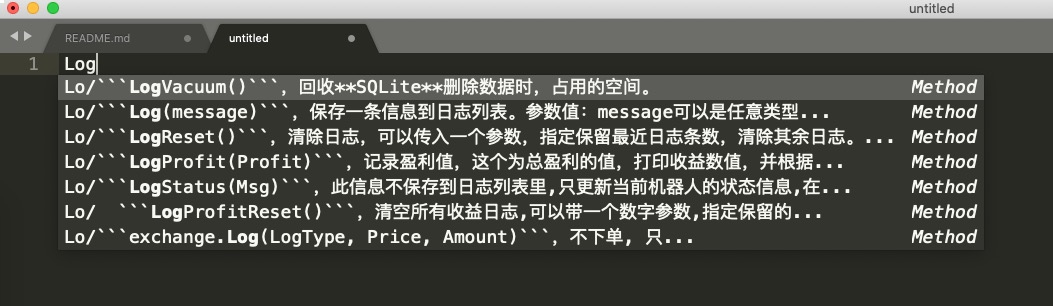 untitled
README.md
untitled
1 Log
Lo/```LogVacuum()```，回收**SQLite**删除数据时，占用的空间。 Method
Lo/```Log(message)```，保存一条信息到日志列表。参数值：message可以是任意类型... Method
Lo/```LogReset()```，清除日志，可以传入一个参数，指定保留最近日志条数，清除其余日志。... Method
Lo/```LogProfit(Profit)```，记录盈利值，这个为总盈利的值，打印收益数值，并根据... Method
Lo/```LogStatus(Msg)```，此信息不保存到日志列表里,只更新当前机器人的状态信息,在... Method
Lo/  ```LogProfitReset()```，清空所有收益日志,可以带一个数字参数,指定保留的... Method
Lo/```exchange.Log(LogType, Price, Amount)```，不下单, 只... Method